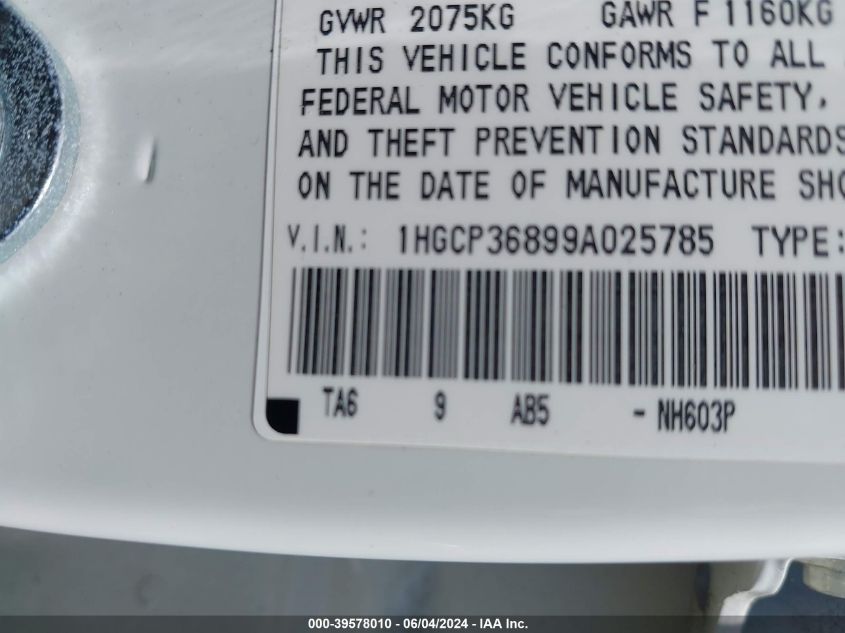 GVWR 2075KG GAWR F 1160KG
THIS VEHICLE CONFORMS TO ALL
FEDERAL MOTOR VEHICLE SAFETY,
AND THEFT PREVENTION STANDARDS
ON THE DATE OF MANUFACTURE
V.I.N.: 1HGCP36899A025785 TYPE:
TA6 9 AB5 - NH603P
000-39578010 - 06/04/2024 - IAA Inc.